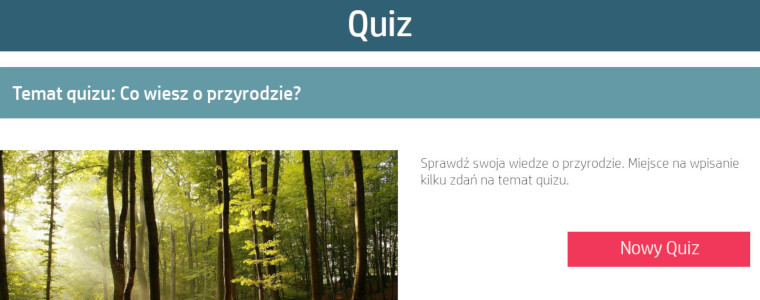 Quiz
Temat quizu: Co wiesz o przyrodzie?
Sprawdź swoja wiedze o przyrodzie. Miejsce na wpisanie
kilku zdań na temat quizu.
Nowy Quiz